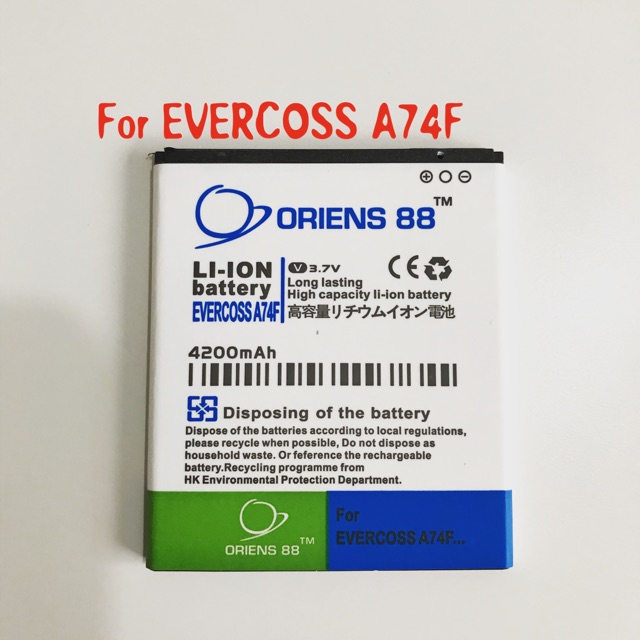 For EVERCOSS A74F
ORIENS 88™
LI-ION
battery
EVERCOSS A74F
V 3.7V
Long lasting
High capacity li-ion battery
高容量リチウムイオン電池
4200mAh
Disposing of the battery
Dispose of the batteries according to local regulations,
please recycle when possible, Do not dispose as
household waste. Or reference the rechargeable
battery.Recycling programme from
HK Environmental Protection Department.
ORIENS 88™
For
EVERCOSS A74F...